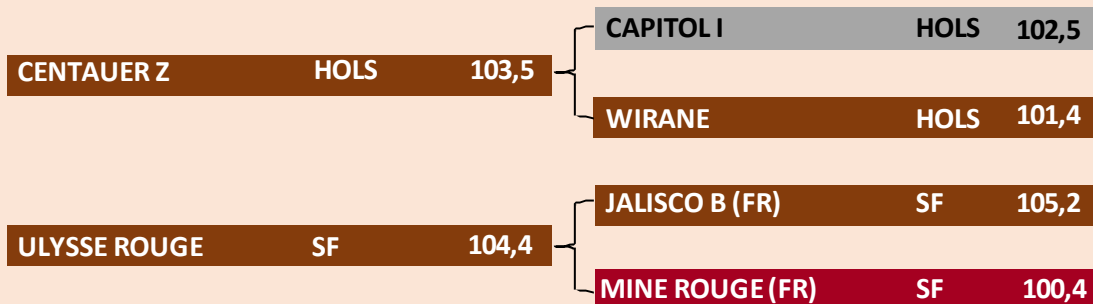 CAPITOL I HOLS 102,5
CENTAUER Z HOLS 103,5
WIRANE HOLS 101,4
JALISCO B (FR) SF 105,2
ULYSSE ROUGE SF 104,4
MINE ROUGE (FR) SF 100,4